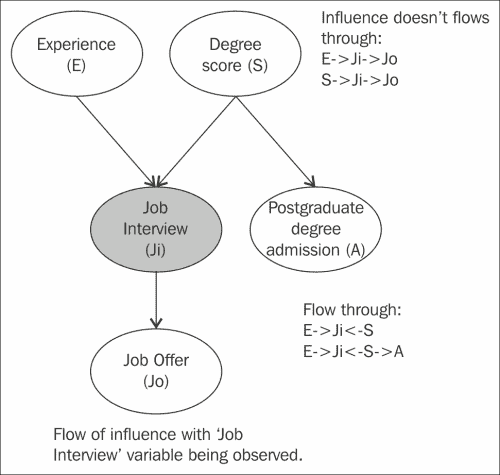 Experience
(E)
Degree
score (S)
Influence doesn't flows
through:
E->Ji->Jo
S->Ji->Jo
Job
Interview
(Ji)
Postgraduate
degree
admission (A)
Flow through:
E->Ji<-S
E->Ji<-S->A
Job Offer
(Jo)
Flow of influence with 'Job
Interview' variable being observed.